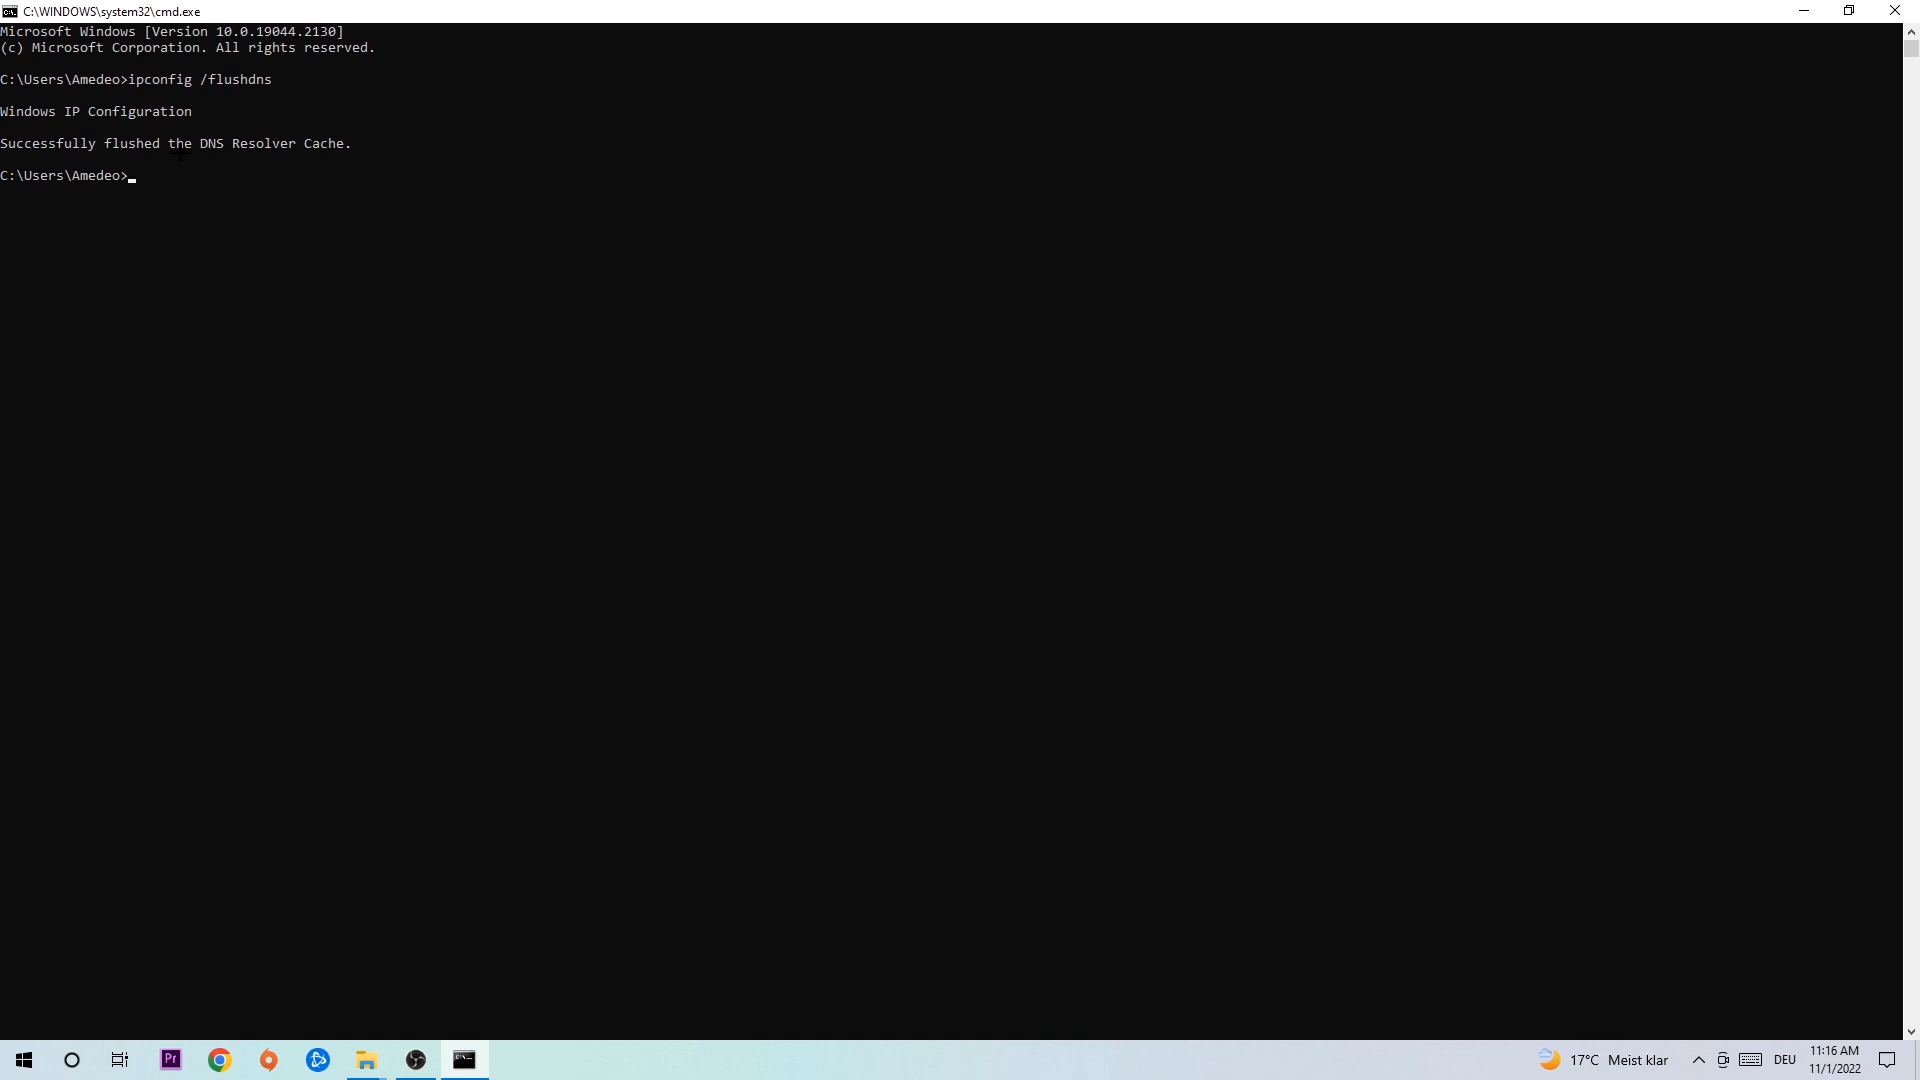 C:\WINDOWS\system32\cmd.exe
Microsoft Windows [Version 10.0.19044.2130]
(c) Microsoft Corporation. All rights reserved.
C:\Users\Amedeo>ipconfig /flushdns
Windows IP Configuration
Successfully flushed the DNS Resolver Cache.
C:\Users\Amedeo>
Pr
17°C Meist klar
DEU
11:16 AM
11/1/2022